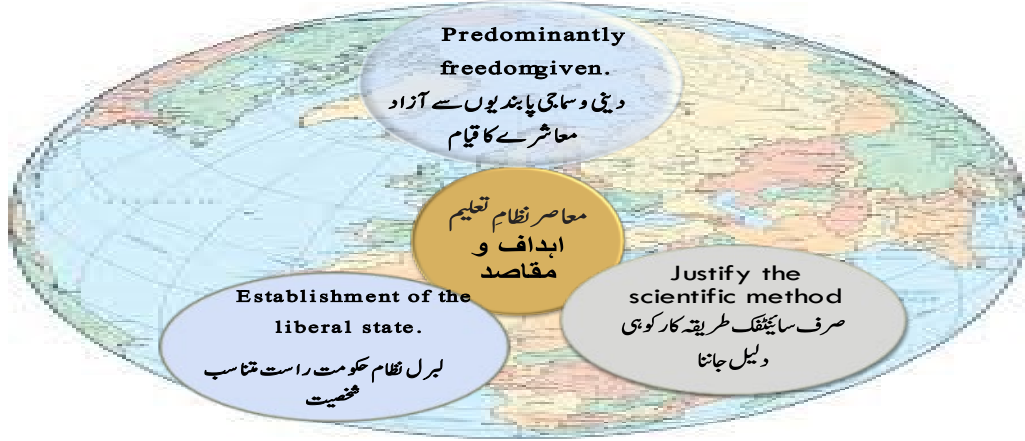 Predominantly
freedomgiven.
دینی و سماجی پابندیوں سے آزاد
معاشرے کا قیام
معاصر نظامِ تعلیم
اہداف و
مقاصد
Establishment of the
liberal state.
لبرل نظام حکومت راست متناسب
شخصیت
Justify the
scientific method
صرف سائنٹفک طریقہ کار کو ہی
دلیل جاننا